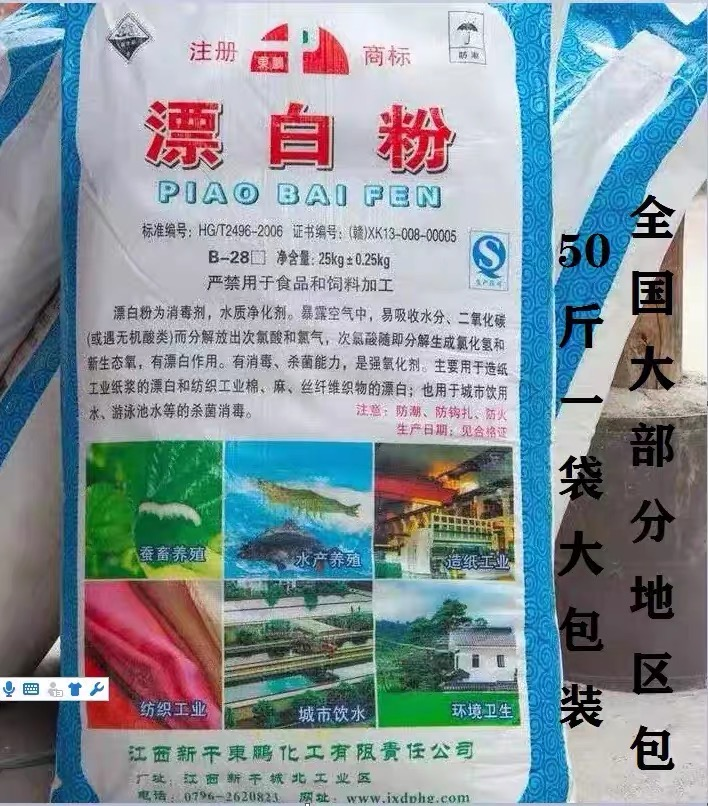 注册 東鹏 商标
防潮
漂白粉
PIAO BAI FEN
标准编号：HG/T2496-2006 证书编号：(赣)XK13-008-00005
B-28□ 净含量：25kg±0.25kg
严禁用于食品和饲料加工
漂白粉为消毒剂，水质净化剂。暴露空气中，易吸收水分、二氧化碳
(或遇无机酸类)而分解放出次氯酸和氯气，次氯酸随即分解生成氯化氢和
新生态氧，有漂白作用。有消毒、杀菌能力，是强氧化剂。主要用于造纸
工业纸浆的漂白和纺织工业棉、麻、丝纤维织物的漂白；也用于城市饮用
水、游泳池水等的杀菌消毒。
注意：防潮、防钩扎、防火
生产日期：见合格证
蚕畜养殖
水产养殖
造纸工业
纺织工业
城市饮水
环境卫生
江西新干東鹏化工有限責任公司
厂址：江西新干城北工业区
电话：0796-2620823 网址：www.jxdphg.com
50斤一袋大包装
全国大部分地区包